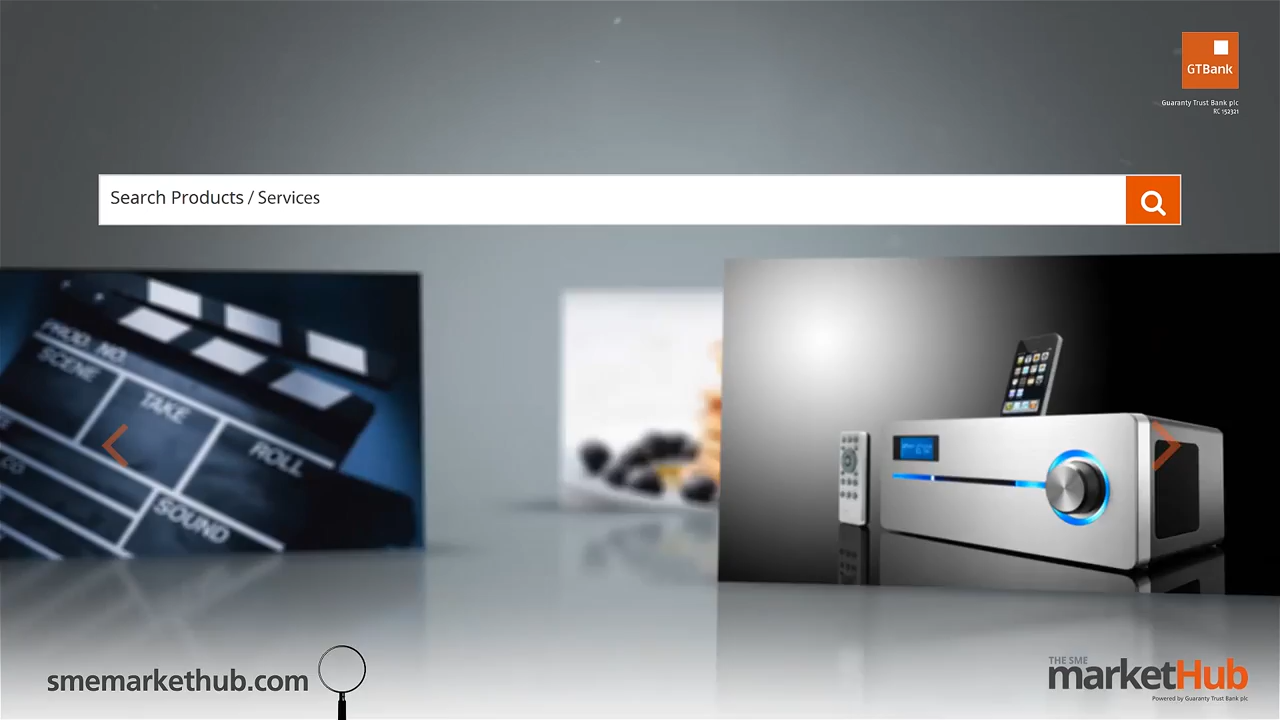 GTBank
Guaranty Trust Bank plc
RC 152321
Search Products / Services
PROD. NO.
SCENE
TAKE
ROLL
SOUND
CO.
smemarkethub.com
THE SME
marketHub
Powered by Guaranty Trust Bank plc